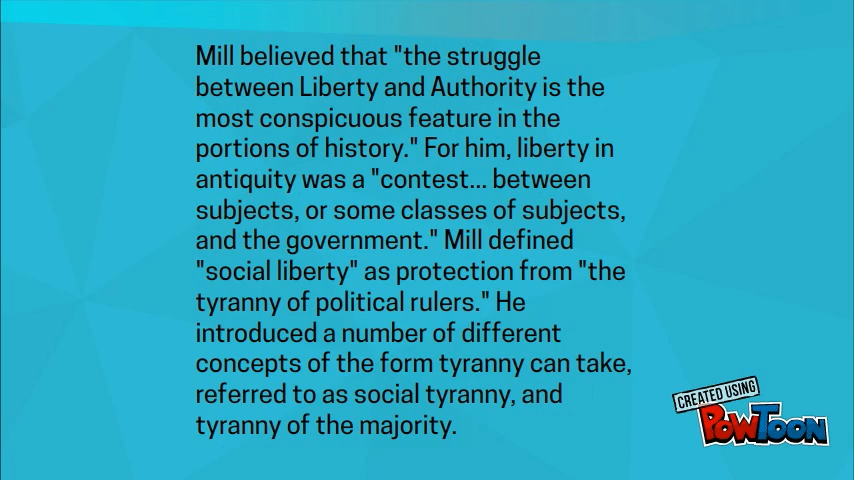 Mill believed that "the struggle
between Liberty and Authority is the
most conspicuous feature in the
portions of history." For him, liberty in
antiquity was a "contest... between
subjects, or some classes of subjects,
and the government." Mill defined
"social liberty" as protection from "the
tyranny of political rulers." He
introduced a number of different
concepts of the form tyranny can take,
referred to as social tyranny, and
tyranny of the majority.
CREATED USING
POWTOON